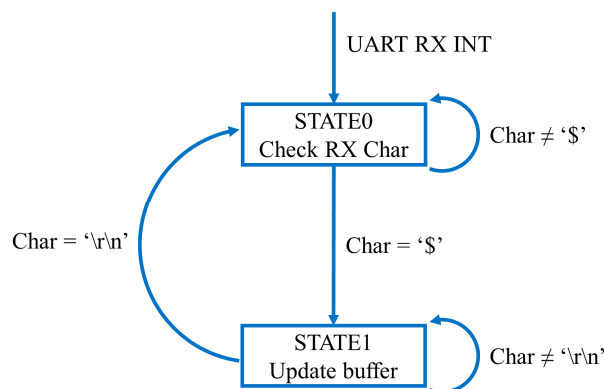 UART RX INT
STATE0
Check RX Char
Char ≠ ‘$’
Char = ‘\r\n’
Char = ‘$’
STATE1
Update buffer
Char ≠ ‘\r\n’